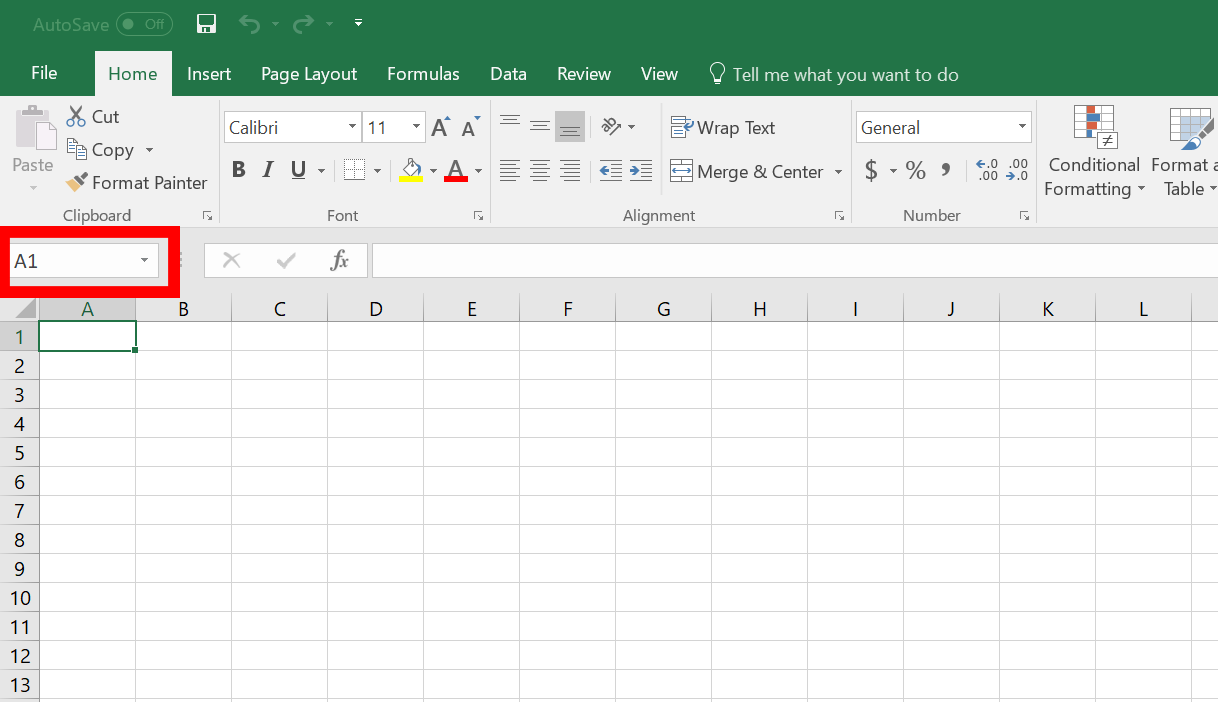 AutoSave Off
File Home Insert Page Layout Formulas Data Review View Tell me what you want to do
Paste
Cut
Copy
Format Painter
Clipboard
Calibri 11 A A
B I U A
Font
ab
Wrap Text
Merge & Center
Alignment
General
$ % , .0 .00 .00 .0
Number
Conditional
Formatting
Format a
Table
A1 fx
A B C D E F G H I J K L
1
2
3
4
5
6
7
8
9
10
11
12
13